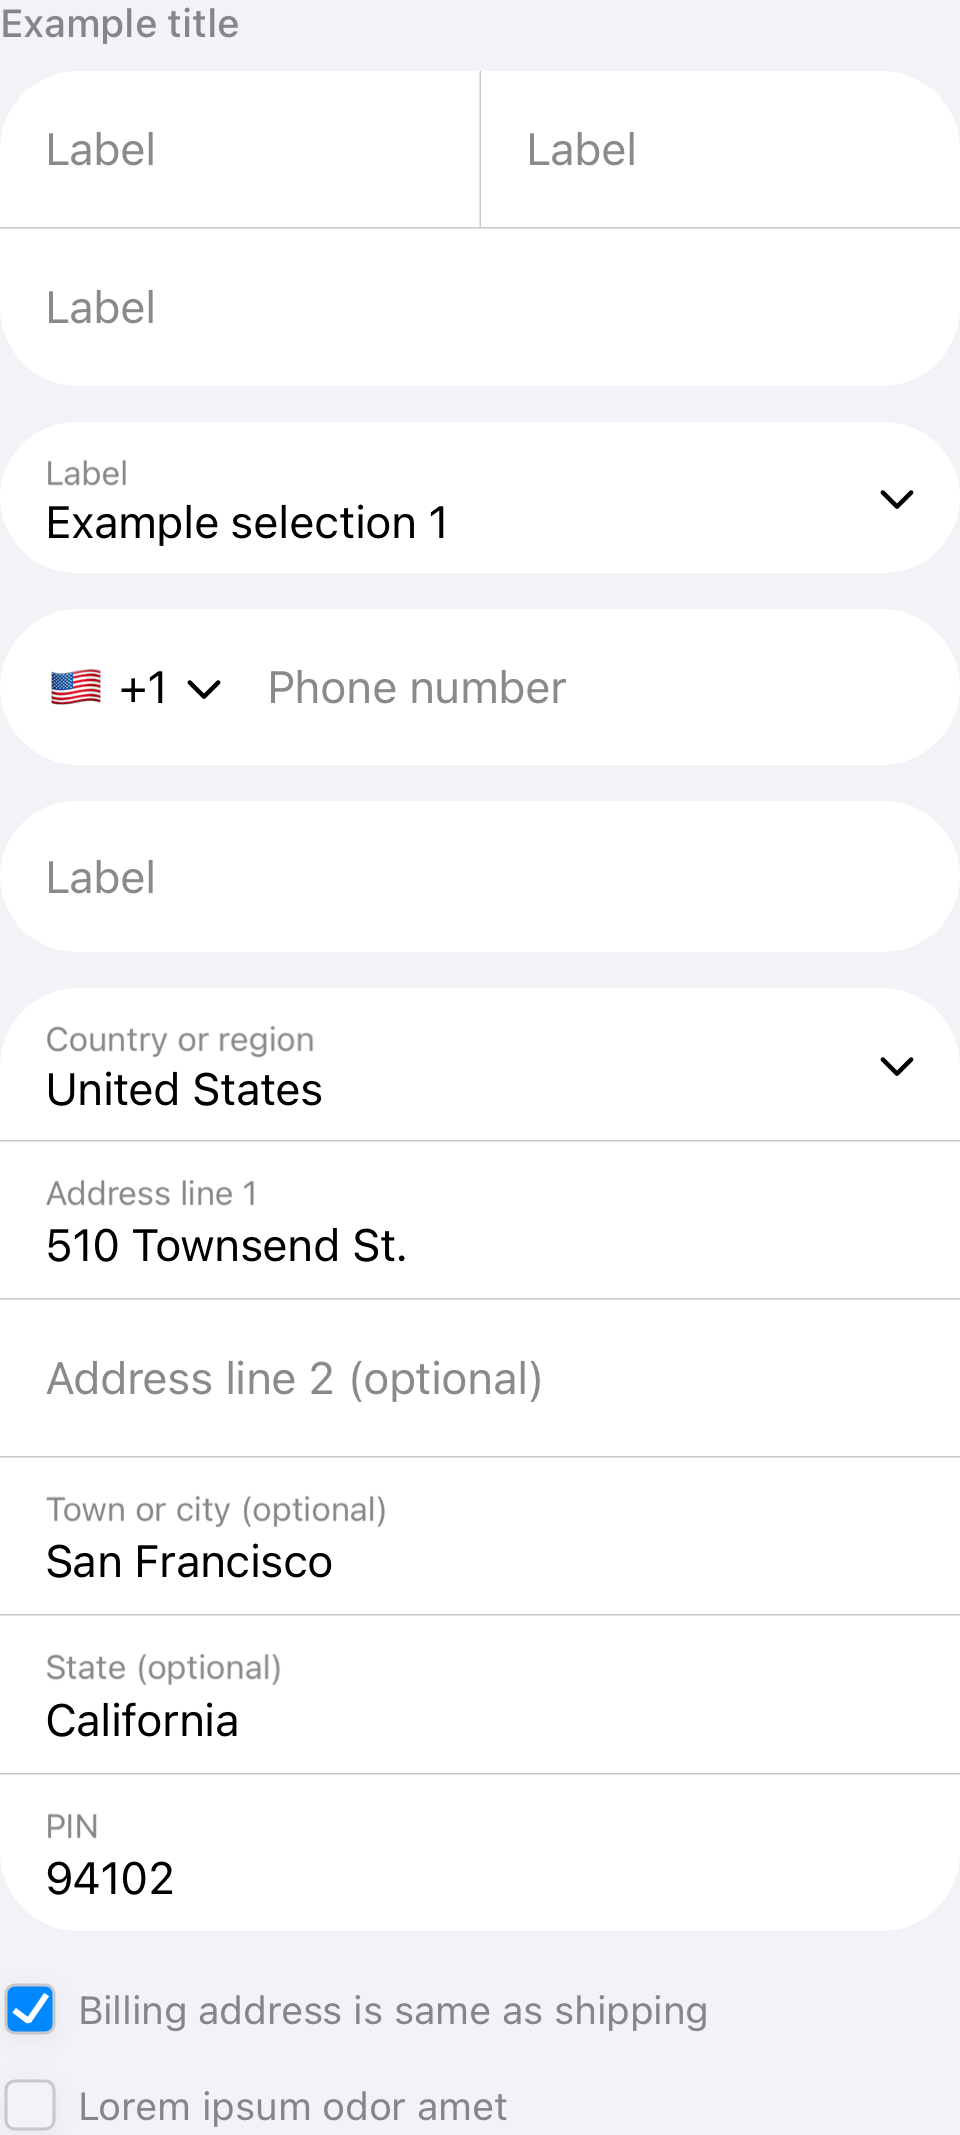 Example title
Label
Label
Label
Label
Example selection 1
🇺🇸 +1 Phone number
Label
Country or region
United States
Address line 1
510 Townsend St.
Address line 2 (optional)
Town or city (optional)
San Francisco
State (optional)
California
PIN
94102
Billing address is same as shipping
Lorem ipsum odor amet